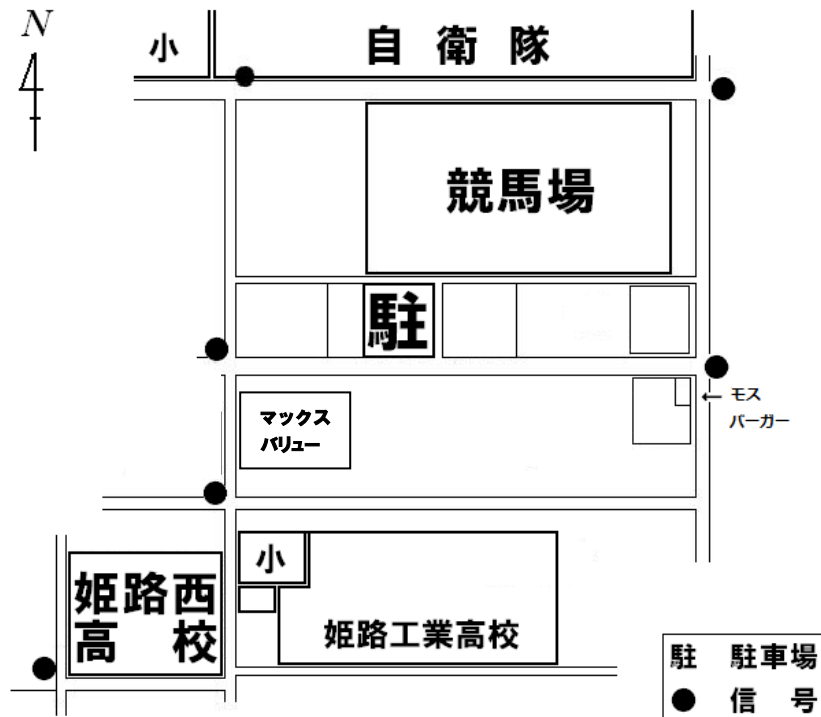 N
小
自衛隊
競馬場
駐
モス
バーガー
←
マックス
バリュー
小
姫路西
高校
姫路工業高校
駐 駐車場
● 信号